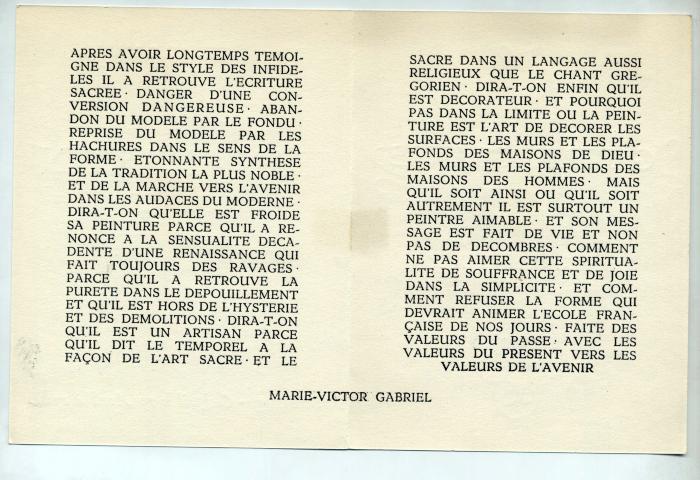 APRES AVOIR LONGTEMPS TEMOI-
GNE DANS LE STYLE DES INFIDE-
LES IL A RETROUVE L'ECRITURE
SACREE · DANGER D'UNE CON-
VERSION DANGEREUSE · ABAN-
DON DU MODELE PAR LE FONDU ·
REPRISE DU MODELE PAR LES
HACHURES DANS LE SENS DE LA
FORME · ETONNANTE SYNTHESE
DE LA TRADITION LA PLUS NOBLE ·
ET DE LA MARCHE VERS L'AVENIR
DANS LES AUDACES DU MODERNE ·
DIRA-T-ON QU'ELLE EST FROIDE
SA PEINTURE PARCE QU'IL A RE-
NONCE A LA SENSUALITE DECA-
DENTE D'UNE RENAISSANCE QUI
FAIT TOUJOURS DES RAVAGES ·
PARCE QU'IL A RETROUVE LA
PURETE DANS LE DEPOUILLEMENT
ET QU'IL EST HORS DE L'HYSTERIE
ET DES DEMOLITIONS · DIRA-T-ON
QU'IL EST UN ARTISAN PARCE
QU'IL DIT LE TEMPOREL A LA
FAÇON DE L'ART SACRE · ET LE
SACRE DANS UN LANGAGE AUSSI
RELIGIEUX QUE LE CHANT GRE-
GORIEN · DIRA-T-ON ENFIN QU'IL
EST DECORATEUR · ET POURQUOI
PAS DANS LA LIMITE OU LA PEIN-
TURE EST L'ART DE DECORER LES
SURFACES · LES MURS ET LES PLA-
FONDS DES MAISONS DE DIEU ·
LES MURS ET LES PLAFONDS DES
MAISONS DES HOMMES · MAIS
QU'IL SOIT AINSI OU QU'IL SOIT
AUTREMENT IL EST SURTOUT UN
PEINTRE AIMABLE · ET SON MES-
SAGE EST FAIT DE VIE ET NON
PAS DE DECOMBRES · COMMENT
NE PAS AIMER CETTE SPIRITUA-
LITE DE SOUFFRANCE ET DE JOIE
DANS LA SIMPLICITE · ET COM-
MENT REFUSER LA FORME QUI
DEVRAIT ANIMER L'ECOLE FRAN-
ÇAISE DE NOS JOURS · FAITE DES
VALEURS DU PASSE · AVEC LES
VALEURS DU PRESENT VERS LES
VALEURS DE L'AVENIR
MARIE-VICTOR GABRIEL